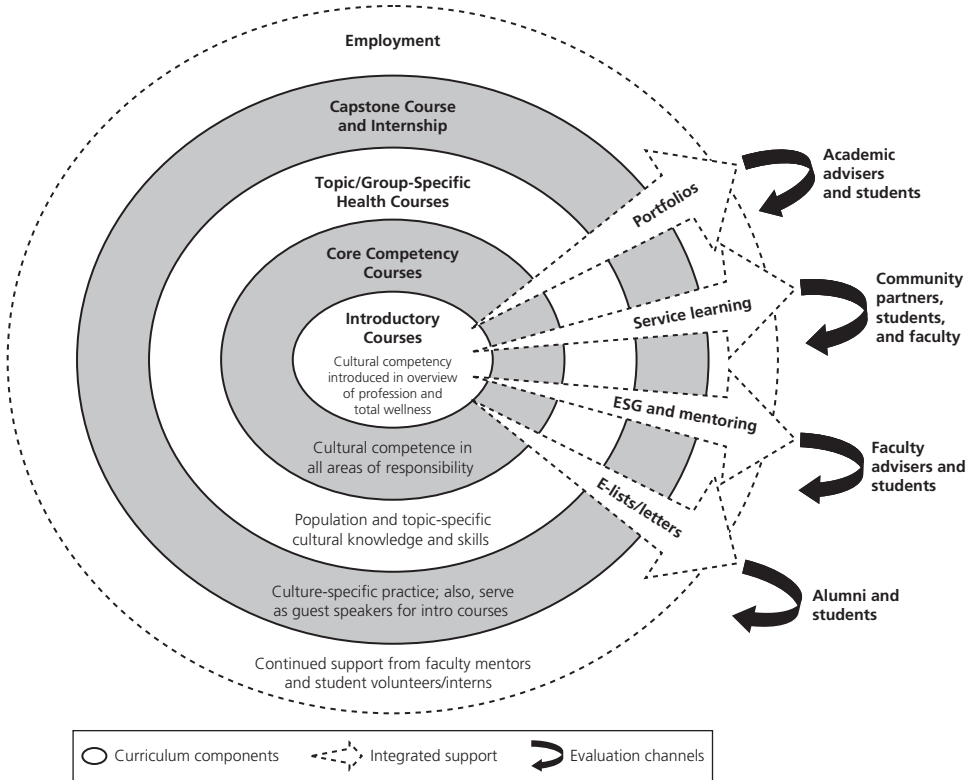 Employment
Capstone Course
and Internship
Topic/Group-Specific
Health Courses
Core Competency
Courses
Introductory
Courses
Cultural competency
introduced in overview
of profession and
total wellness
Cultural competence in
all areas of responsibility
Population and topic-specific
cultural knowledge and skills
Culture-specific practice; also, serve
as guest speakers for intro courses
Continued support from faculty mentors
and student volunteers/interns
Portfolios
Service learning
ESG and mentoring
E-lists/letters
Academic
advisers
and students
Community
partners,
students,
and faculty
Faculty
advisers and
students
Alumni and
students
Curriculum components
Integrated support
Evaluation channels